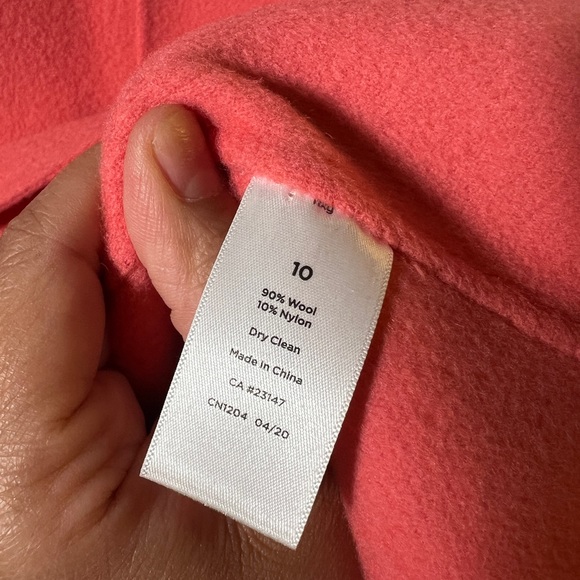 10
90% Wool
10% Nylon
Dry Clean
Made in China
CA #23147
CN1204 04/20